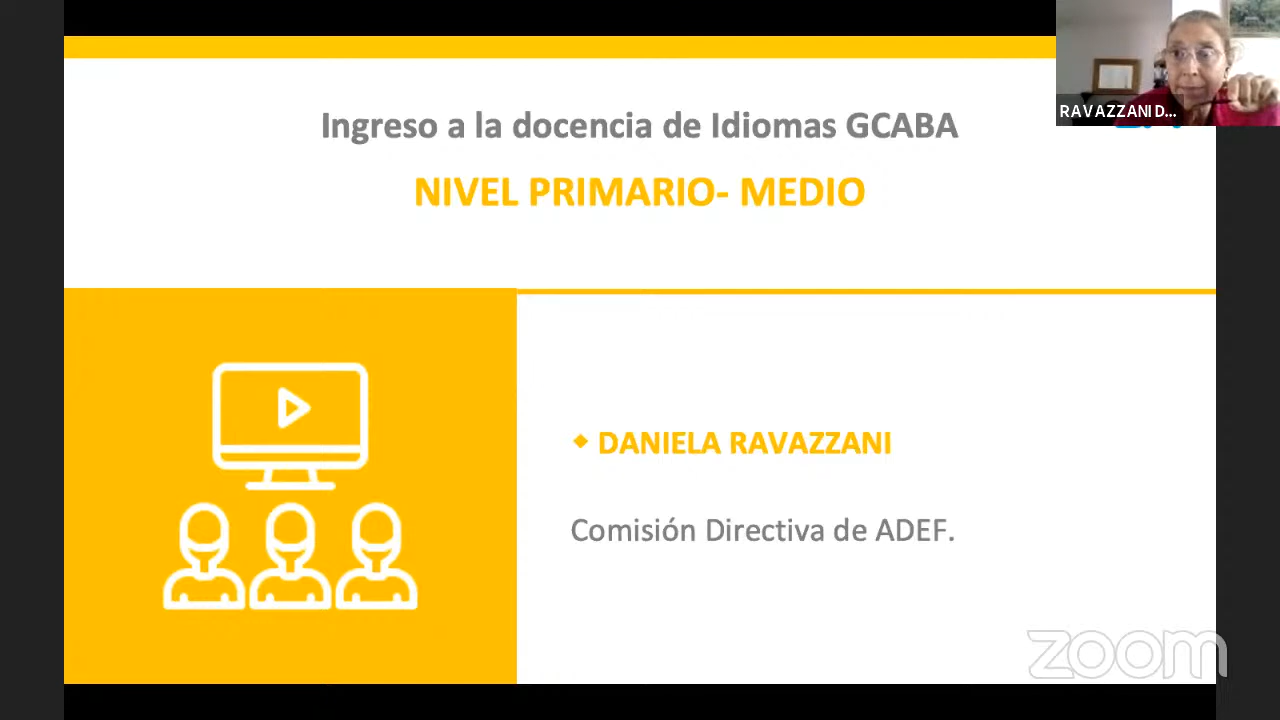 Ingreso a la docencia de Idiomas GCABA
NIVEL PRIMARIO- MEDIO
RAVAZZANI D...
DANIELA RAVAZZANI
Comisión Directiva de ADEF.
zoom